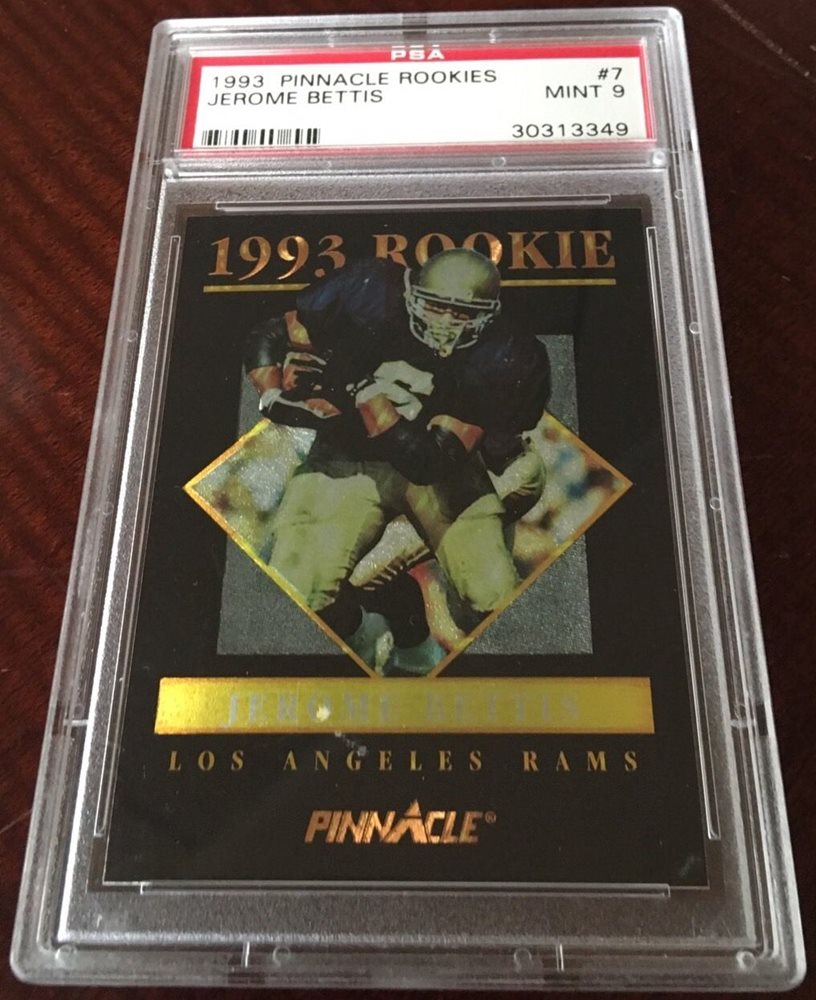 PSA
1993 PINNACLE ROOKIES #7
JEROME BETTIS MINT 9
30313349
1993 ROOKIE
JEROME BETTIS
LOS ANGELES RAMS
PINNACLE®